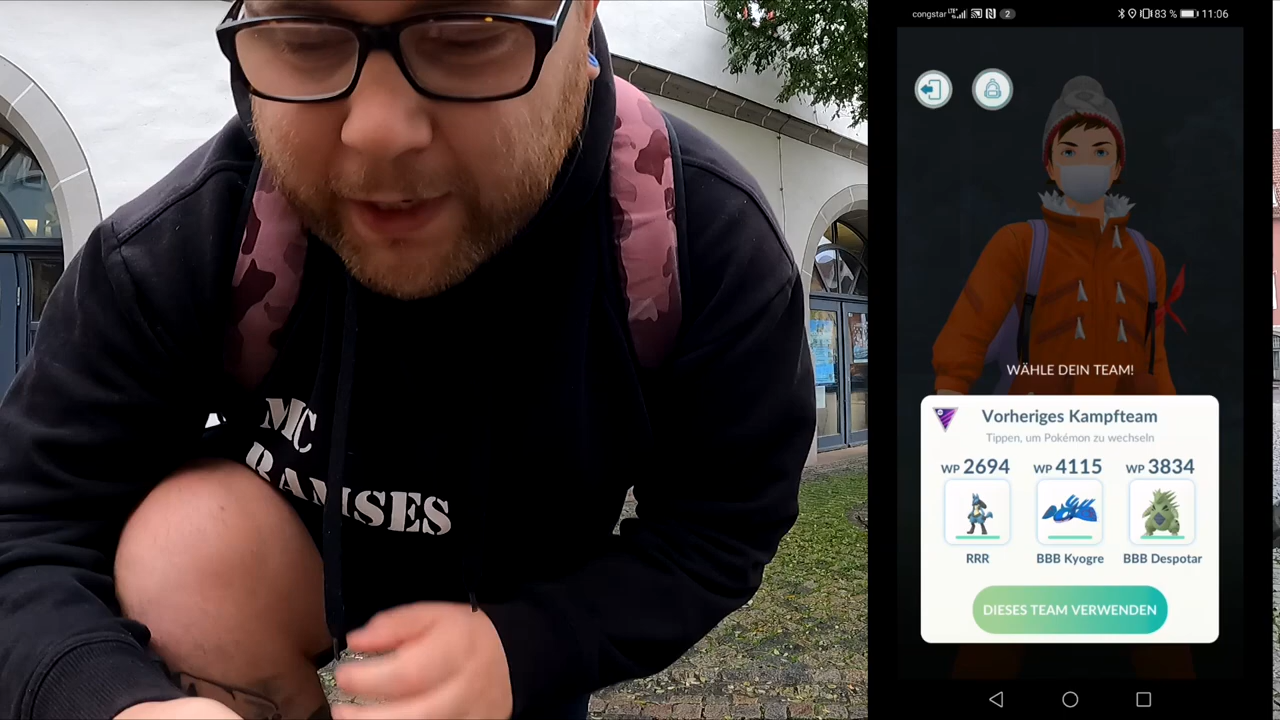 MC
RAMSES
congstar
2
83 %
11:06
WÄHLE DEIN TEAM!
Vorheriges Kampfteam
Tippen, um Pokémon zu wechseln
WP 2694 WP 4115 WP 3834
RRR BBB Kyogre BBB Despotar
DIESES TEAM VERWENDEN